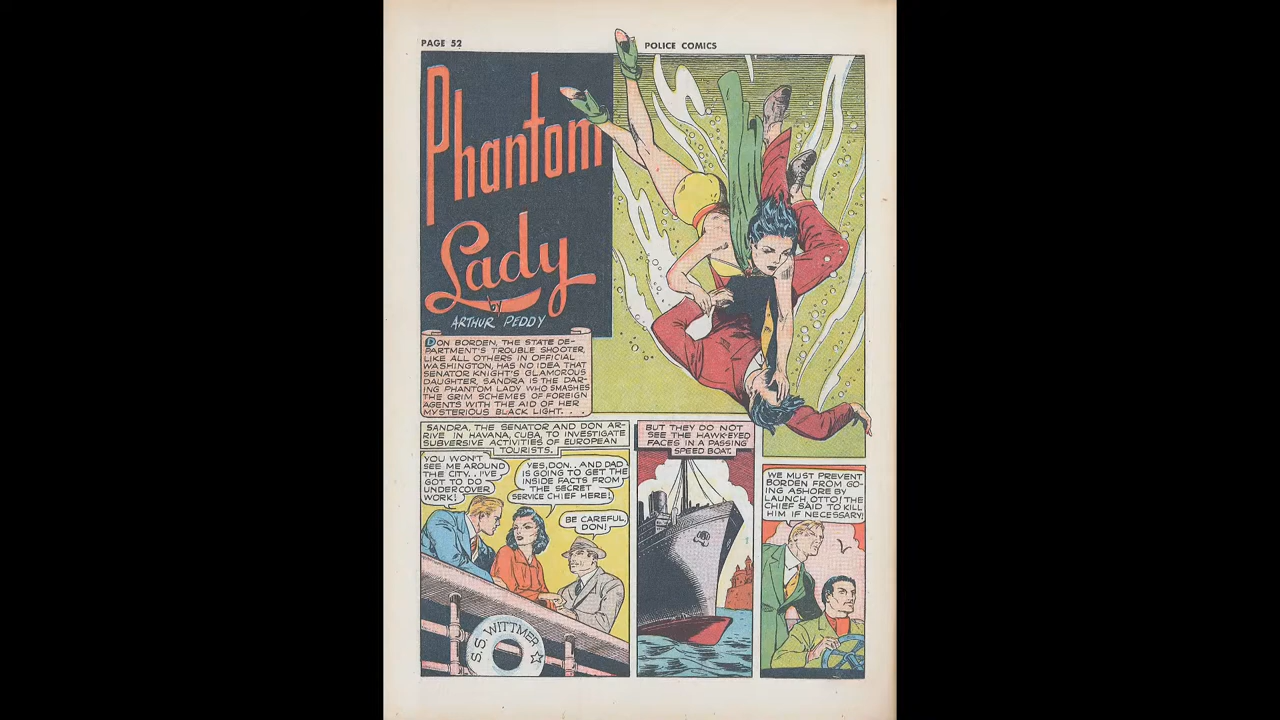 PAGE 52
POLICE COMICS
Phantom
Lady
by
ARTHUR PEDDY
DON BORDEN, THE STATE DE-
PARTMENT'S TROUBLE SHOOTER,
LIKE ALL OTHERS IN OFFICIAL
WASHINGTON, HAS NO IDEA THAT
SENATOR KNIGHT'S GLAMOROUS
DAUGHTER, SANDRA IS THE DAR-
ING PHANTOM LADY WHO SMASHES
THE GRIM SCHEMES OF FOREIGN
AGENTS WITH THE AID OF HER
MYSTERIOUS BLACK LIGHT. . .
SANDRA, THE SENATOR AND DON AR-
RIVE IN HAVANA, CUBA, TO INVESTIGATE
SUBVERSIVE ACTIVITIES OF EUROPEAN
TOURISTS.
YOU WON'T
SEE ME AROUND
THE CITY. . I'VE
GOT TO DO
UNDERCOVER
WORK!
YES, DON. . AND DAD
IS GOING TO GET THE
INSIDE FACTS FROM
THE SECRET
SERVICE CHIEF HERE!
BE CAREFUL,
DON!
S.S. WITTMER
BUT THEY DO NOT
SEE THE HAWK-EYED
FACES IN A PASSING
SPEED BOAT.
WE MUST PREVENT
BORDEN FROM GO-
ING ASHORE BY
LAUNCH, OTTO! THE
CHIEF SAID TO KILL
HIM IF NECESSARY!